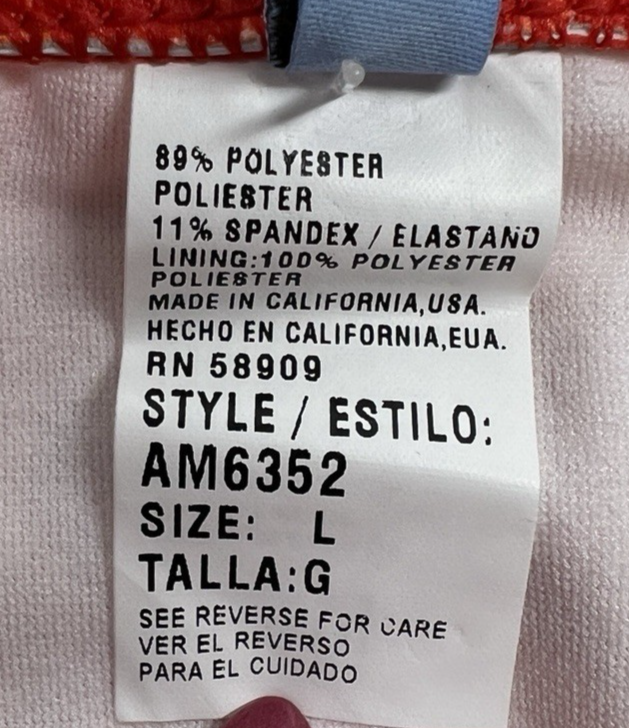 89% POLYESTER
POLIESTER
11% SPANDEX / ELASTANO
LINING:100% POLYESTER
POLIESTER
MADE IN CALIFORNIA,USA.
HECHO EN CALIFORNIA,EUA.
RN 58909
STYLE / ESTILO:
AM6352
SIZE: L
TALLA:G
SEE REVERSE FOR CARE
VER EL REVERSO
PARA EL CUIDADO